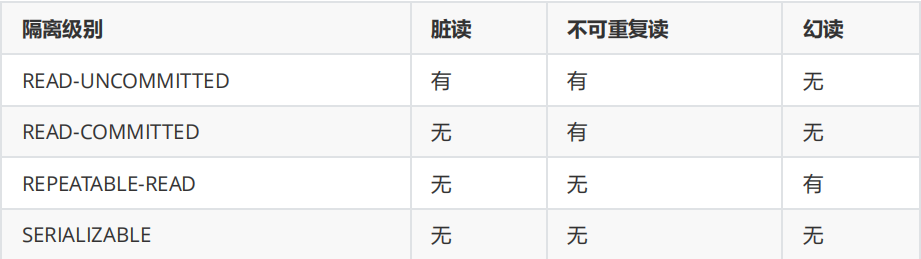 隔离级别 脏读 不可重复读 幻读
READ-UNCOMMITTED 有 有 无
READ-COMMITTED 无 有 无
REPEATABLE-READ 无 无 有
SERIALIZABLE 无 无 无